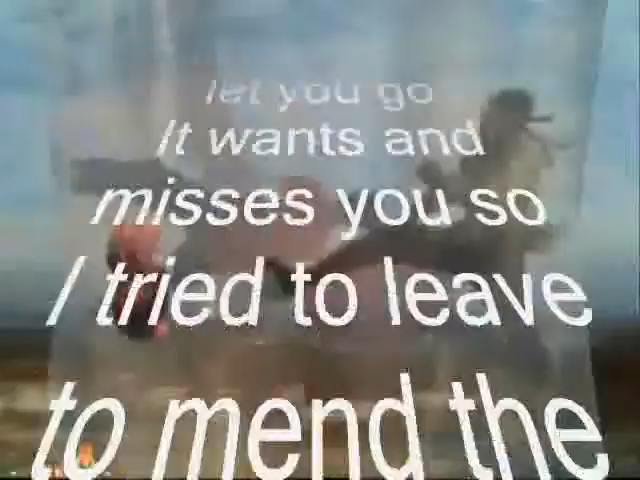 let you go
It wants and
misses you so
I tried to leave
to mend the